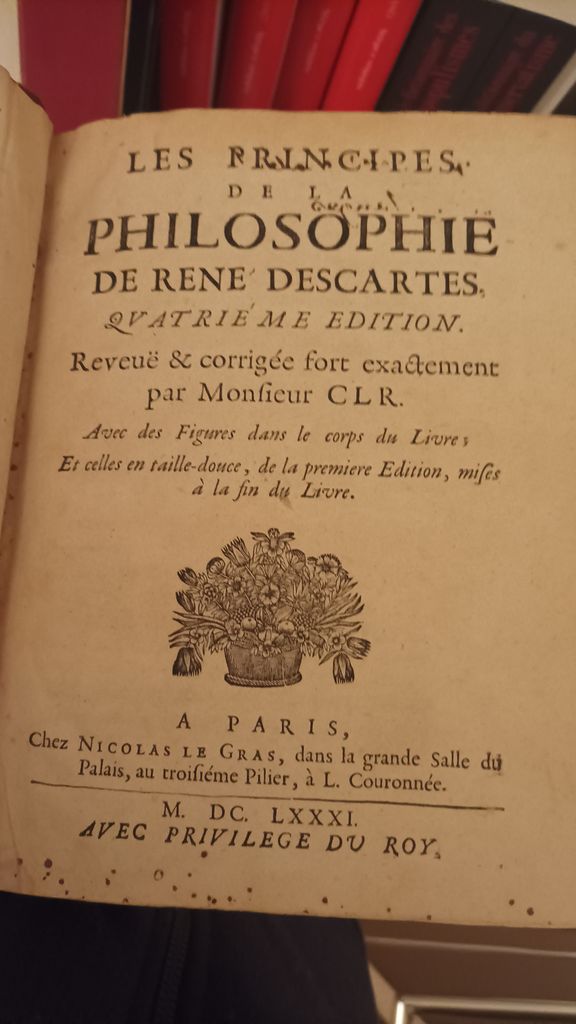 LES PRINCIPES,
DE LA
PHILOSOPHIE
DE RENE' DESCARTES,
QVATRIE'ME EDITION.
Reveuë & corrigée fort exactement
par Monſieur CLR.
Avec des Figures dans le corps du Livre;
Et celles en taille-douce, de la premiere Edition, miſes
à la fin du Livre.
A PARIS,
Chez NICOLAS LE GRAS, dans la grande Salle du
Palais, au troiſiéme Pilier, à L. Couronnée.
M. DC. LXXXI.
AVEC PRIVILEGE DU ROY,